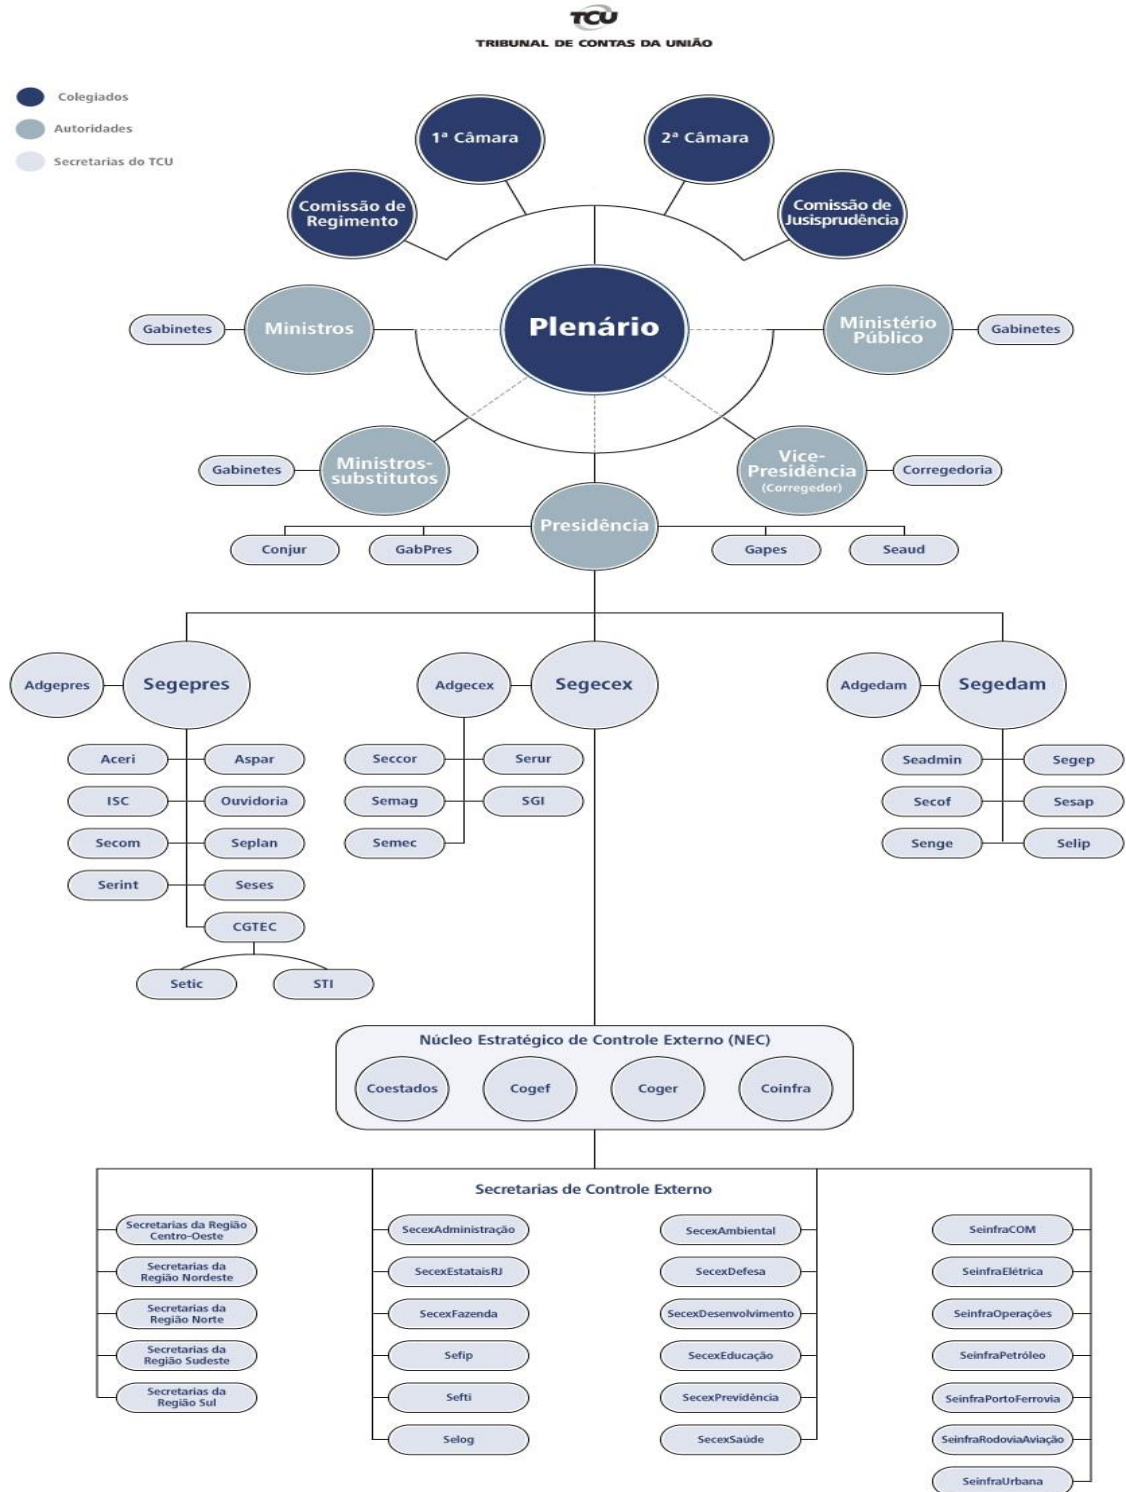 TCU
TRIBUNAL DE CONTAS DA UNIÃO
Colegiados
Autoridades
Secretarias do TCU
1ª Câmara
2ª Câmara
Comissão de
Regimento
Comissão de
Jusisprudência
Gabinetes
Ministros
Plenário
Ministério
Público
Gabinetes
Gabinetes
Ministros-
substitutos
Vice-
Presidência
(Corregedor)
Corregedoria
Presidência
Conjur
GabPres
Gapes
Seaud
Adgepres
Segepres
Adgecex
Segecex
Adgedam
Segedam
Aceri
Aspar
Seccor
Serur
Seadmin
Segep
ISC
Ouvidoria
Semag
SGI
Secof
Sesap
Secom
Seplan
Semec
Senge
Selip
Serint
Seses
CGTEC
Setic
STI
Núcleo Estratégico de Controle Externo (NEC)
Coestados
Cogef
Coger
Coinfra
Secretarias de Controle Externo
Secretarias da Região
Centro-Oeste
SecexAdministração
SecexAmbiental
SeinfraCOM
Secretarias da
Região Nordeste
SecexEstataisRJ
SecexDefesa
SeinfraElétrica
Secretarias da
Região Norte
SecexFazenda
SecexDesenvolvimento
SeinfraOperações
Secretarias da
Região Sudeste
Sefip
SecexEducação
SeinfraPetróleo
Secretarias da
Região Sul
Sefti
SecexPrevidência
SeinfraPortoFerrovia
Selog
SecexSaúde
SeinfraRodoviaAviação
SeinfraUrbana